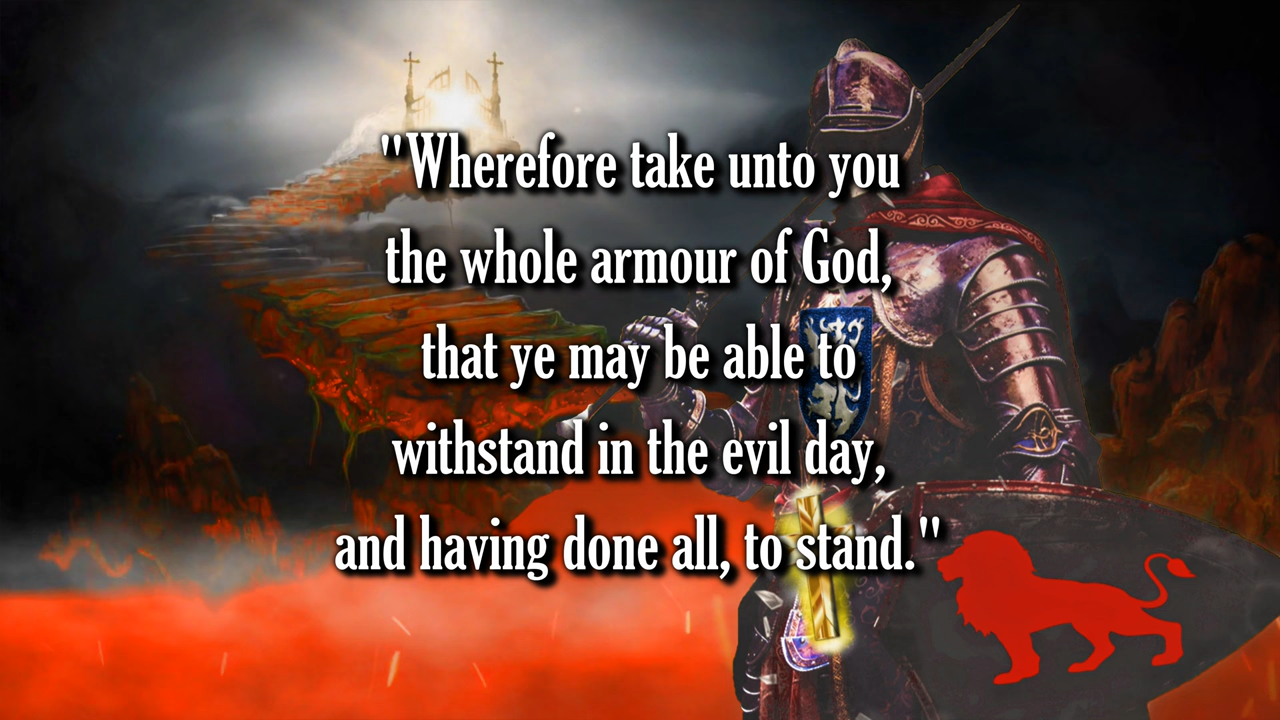 "Wherefore take unto you
the whole armour of God,
that ye may be able to
withstand in the evil day,
and having done all, to stand."